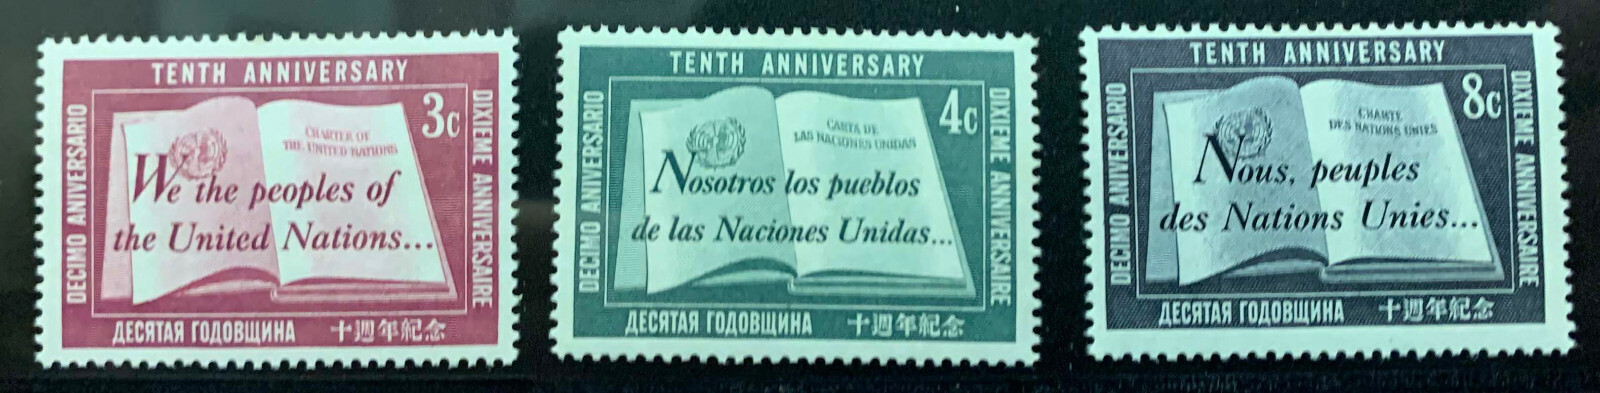 TENTH ANNIVERSARY
DECIMO ANIVERSARIO
3c
CHARTER OF
THE UNITED NATIONS
We the peoples of
the United Nations...
DIXIEME ANNIVERSAIRE
ДЕСЯТАЯ ГОДОВЩИНА 十週年紀念
TENTH ANNIVERSARY
DECIMO ANIVERSARIO
4c
CARTA DE
LAS NACIONES UNIDAS
Nosotros los pueblos
de las Naciones Unidas...
DIXIEME ANNIVERSAIRE
ДЕСЯТАЯ ГОДОВЩИНА 十週年紀念
TENTH ANNIVERSARY
DECIMO ANIVERSARIO
8c
CHARTE
DES NATIONS UNIES
Nous, peuples
des Nations Unies...
DIXIEME ANNIVERSAIRE
ДЕСЯТАЯ ГОДОВЩИНА 十週年紀念